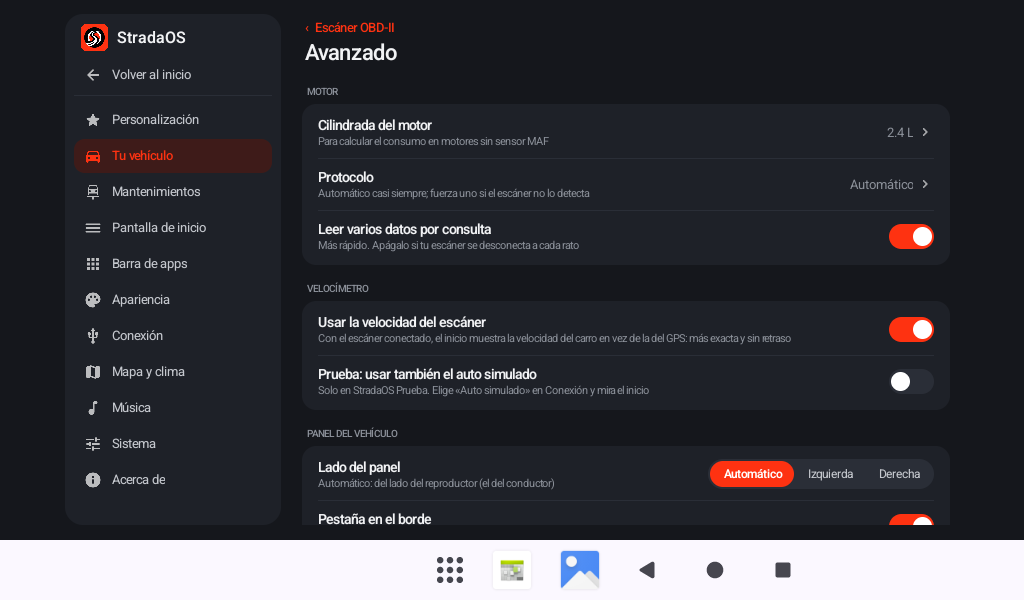 StradaOS
Volver al inicio
Personalización
Tu vehículo
Mantenimientos
Pantalla de inicio
Barra de apps
Apariencia
Conexión
Mapa y clima
Música
Sistema
Acerca de
‹ Escáner OBD-II
Avanzado
MOTOR
Cilindrada del motor
Para calcular el consumo en motores sin sensor MAF
2.4 L
Protocolo
Automático casi siempre; fuerza uno si el escáner no lo detecta
Automático
Leer varios datos por consulta
Más rápido. Apágalo si tu escáner se desconecta a cada rato
VELOCÍMETRO
Usar la velocidad del escáner
Con el escáner conectado, el inicio muestra la velocidad del carro en vez de la del GPS: más exacta y sin retraso
Prueba: usar también el auto simulado
Solo en StradaOS Prueba. Elige «Auto simulado» en Conexión y mira el inicio
PANEL DEL VEHÍCULO
Lado del panel
Automático: del lado del reproductor (el del conductor)
Automático Izquierda Derecha
Pestaña en el borde